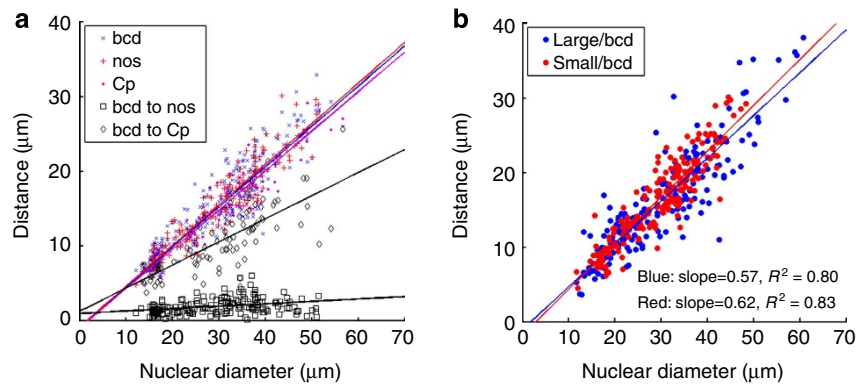 a
40
30
20
10
0
0 10 20 30 40 50 60 70
Distance (μm)
Nuclear diameter (μm)
bcd
nos
Cp
bcd to nos
bcd to Cp
b
40
30
20
10
0
0 10 20 30 40 50 60 70
Distance (μm)
Nuclear diameter (μm)
Large/bcd
Small/bcd
Blue: slope=0.57, R² = 0.80
Red: slope=0.62, R² = 0.83